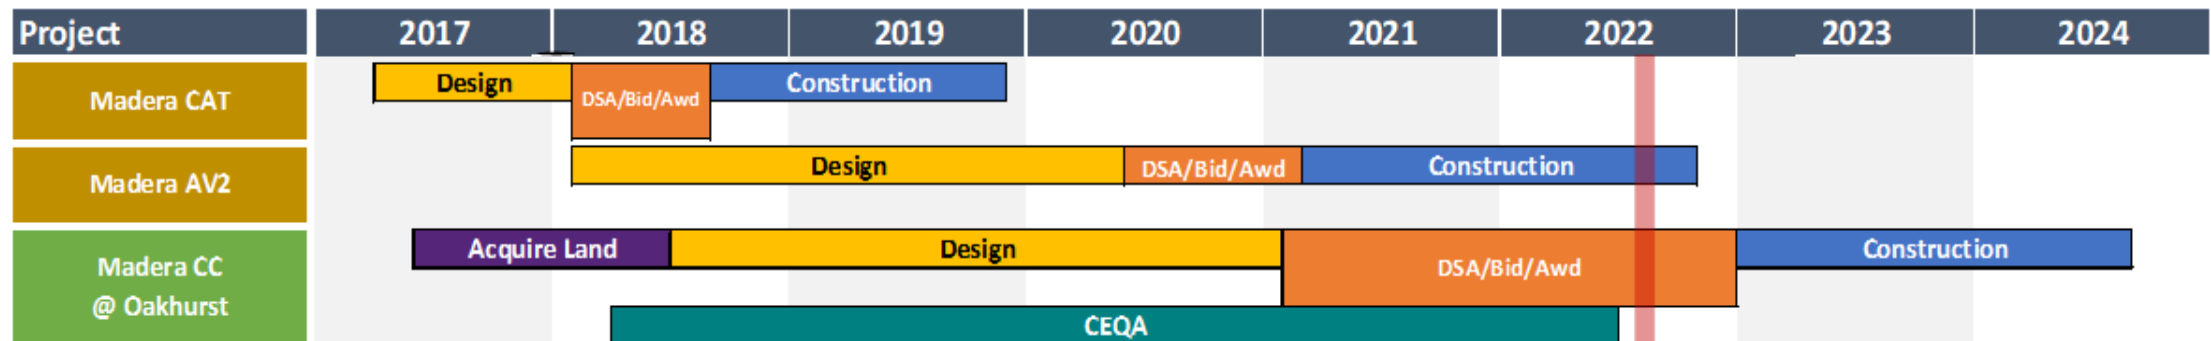 Project 2017 2018 2019 2020 2021 2022 2023 2024
Madera CAT Design DSA/Bid/Awd Construction
Madera AV2 Design DSA/Bid/Awd Construction
Madera CC
@ Oakhurst
Acquire Land Design DSA/Bid/Awd Construction
CEQA